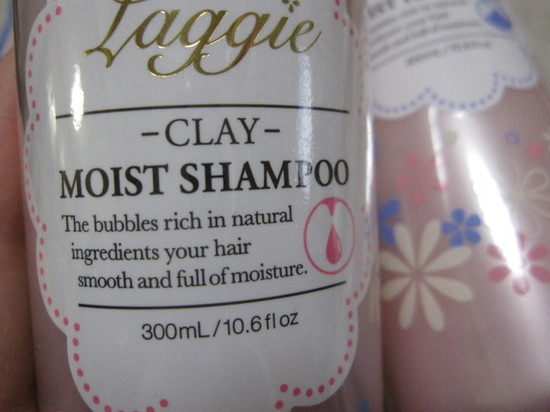 Laggie
-CLAY-
MOIST SHAMPOO
The bubbles rich in natural
ingredients your hair
smooth and full of moisture.
300mL/10.6fl oz